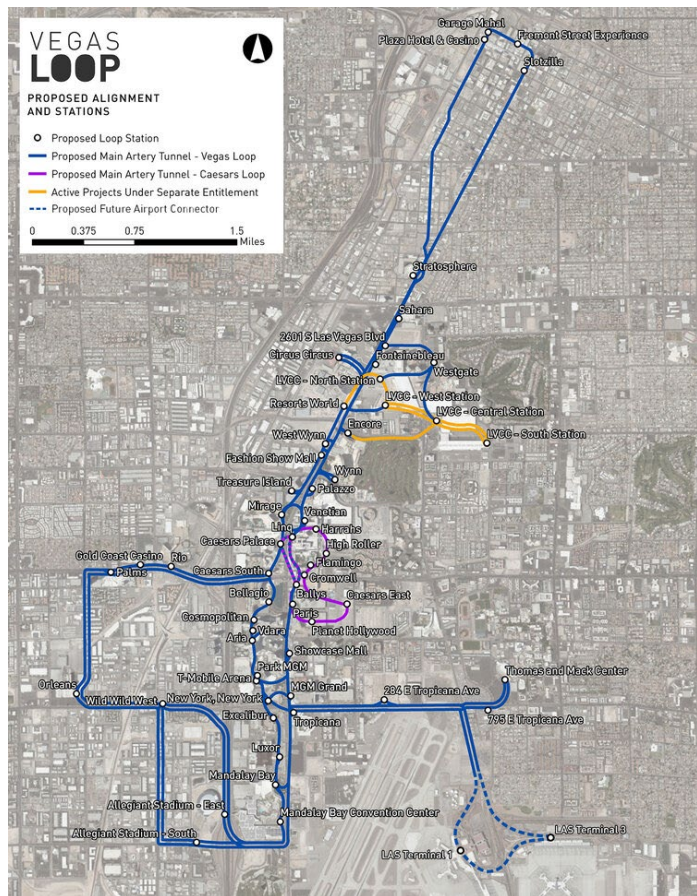 VEGAS
LOOP
PROPOSED ALIGNMENT
AND STATIONS
Proposed Loop Station
Proposed Main Artery Tunnel - Vegas Loop
Proposed Main Artery Tunnel - Caesars Loop
Active Projects Under Separate Entitlement
Proposed Future Airport Connector
0 0.375 0.75 1.5
Miles
Garage Mahal
Plaza Hotel & Casino
Fremont Street Experience
Slotzilla
Stratosphere
Sahara
2601 S Las Vegas Blvd
Circus Circus
Fontainebleau
Westgate
LVCC - North Station
Resorts World
LVCC - West Station
LVCC - Central Station
Encore
West Wynn
LVCC - South Station
Fashion Show Mall
Wynn
Treasure Island
Palazzo
Mirage
Venetian
Linq
Harrahs
Caesars Palace
High Roller
Gold Coast Casino
Rio
Flamingo
Palms
Caesars South
Cromwell
Bellagio
Ballys
Caesars East
Paris
Cosmopolitan
Vdara
Planet Hollywood
Aria
Showcase Mall
Park MGM
T-Mobile Arena
Thomas and Mack Center
Orleans
Wild Wild West
New York, New York
MGM Grand
284 E Tropicana Ave
Excalibur
Tropicana
795 E Tropicana Ave
Luxor
Mandalay Bay
Allegiant Stadium - East
Mandalay Bay Convention Center
Allegiant Stadium - South
LAS Terminal 3
LAS Terminal 1